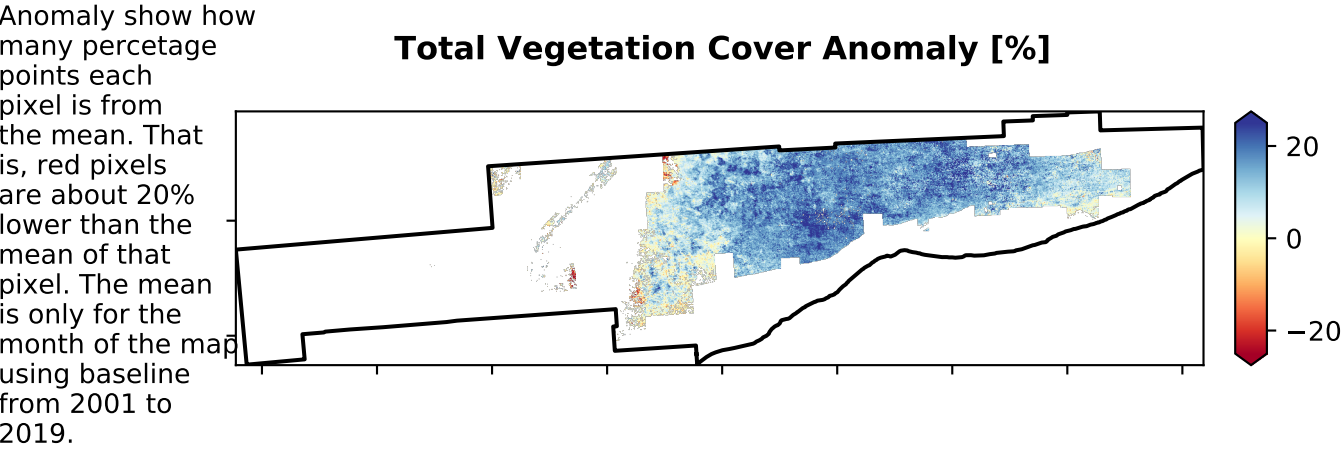 Anomaly show how
many percetage
points each
pixel is from
the mean. That
is, red pixels
are about 20%
lower than the
mean of that
pixel. The mean
is only for the
month of the map
using baseline
from 2001 to
2019.
Total Vegetation Cover Anomaly [%]
20
0
−20